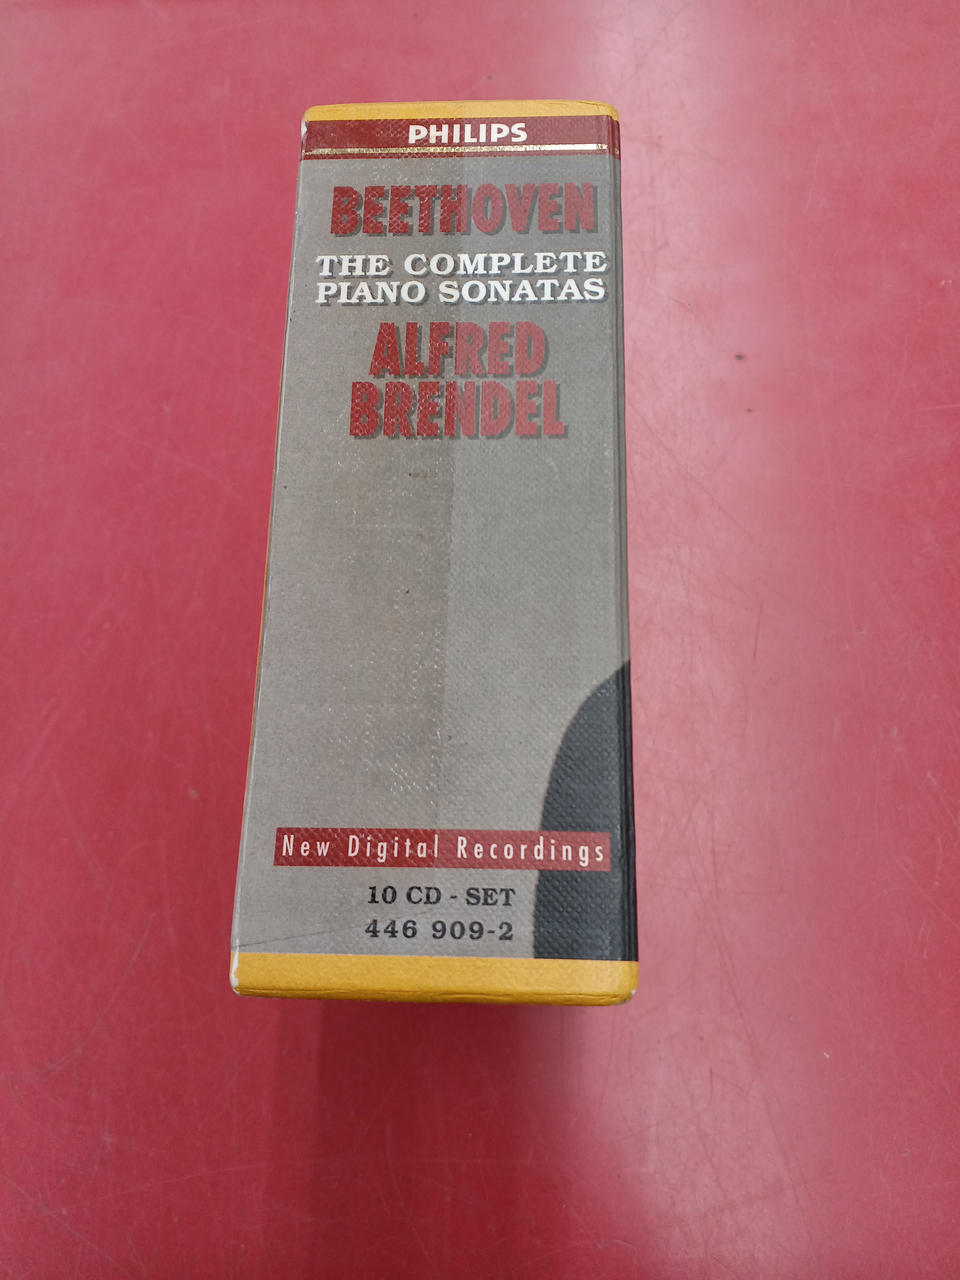 PHILIPS
BEETHOVEN
THE COMPLETE
PIANO SONATAS
ALFRED
BRENDEL
New Digital Recordings
10 CD - SET
446 909-2